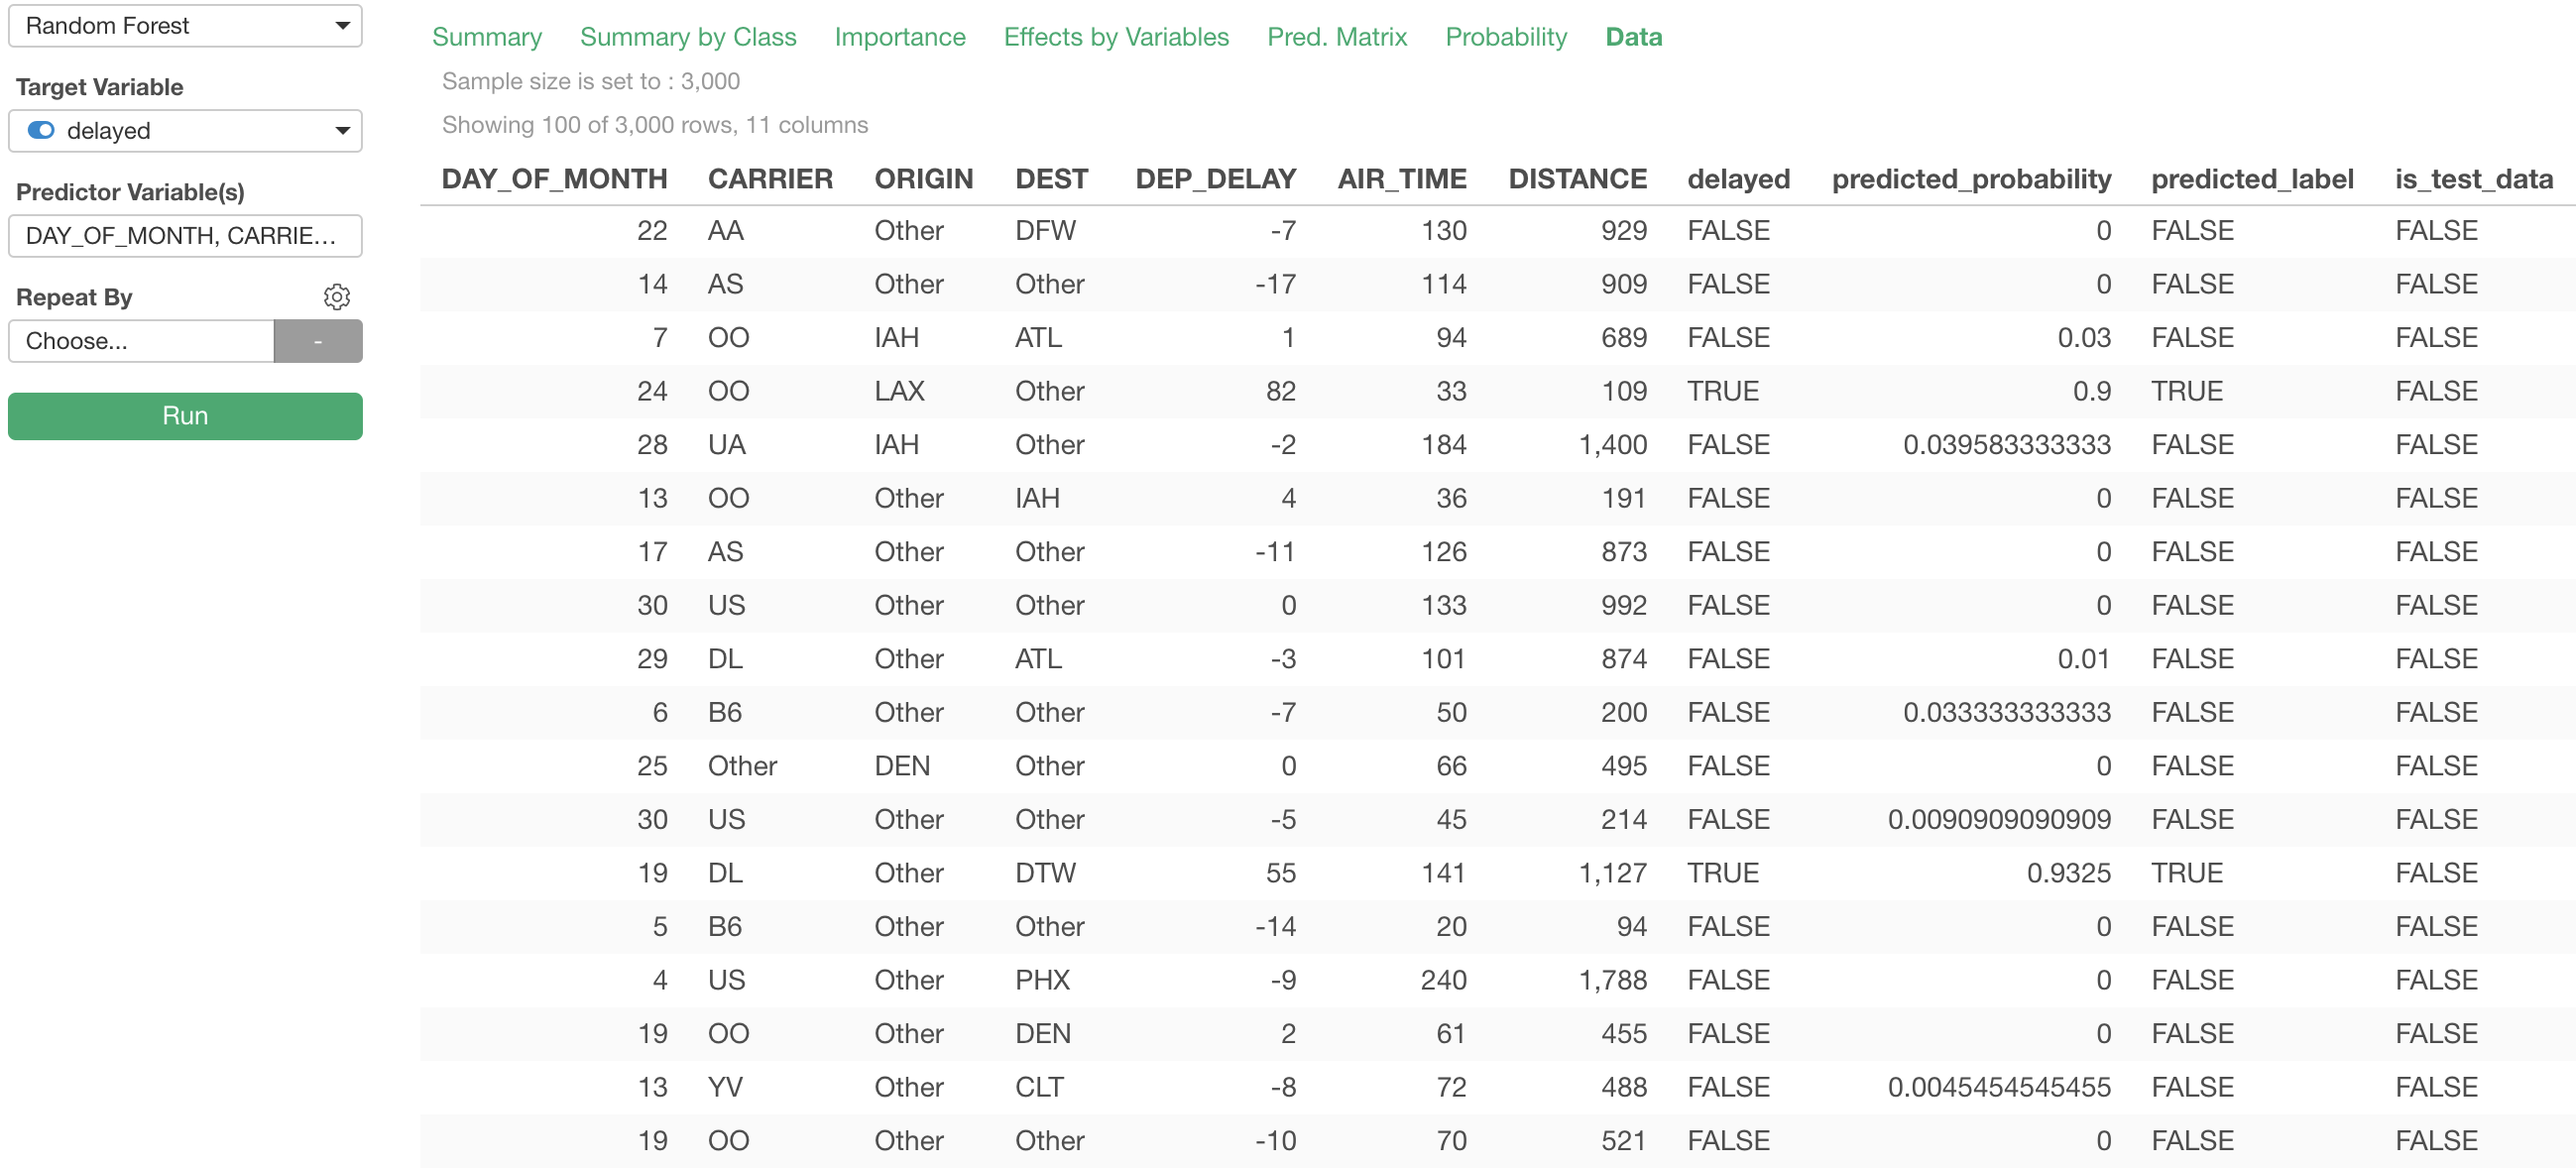 Random Forest
Target Variable
delayed
Predictor Variable(s)
DAY_OF_MONTH, CARRIE...
Repeat By
Choose... -
Run
Summary Summary by Class Importance Effects by Variables Pred. Matrix Probability Data
Sample size is set to : 3,000
Showing 100 of 3,000 rows, 11 columns
DAY_OF_MONTH CARRIER ORIGIN DEST DEP_DELAY AIR_TIME DISTANCE delayed predicted_probability predicted_label is_test_data
22 AA Other DFW -7 130 929 FALSE 0 FALSE FALSE
14 AS Other Other -17 114 909 FALSE 0 FALSE FALSE
7 OO IAH ATL 1 94 689 FALSE 0.03 FALSE FALSE
24 OO LAX Other 82 33 109 TRUE 0.9 TRUE FALSE
28 UA IAH Other -2 184 1,400 FALSE 0.039583333333 FALSE FALSE
13 OO Other IAH 4 36 191 FALSE 0 FALSE FALSE
17 AS Other Other -11 126 873 FALSE 0 FALSE FALSE
30 US Other Other 0 133 992 FALSE 0 FALSE FALSE
29 DL Other ATL -3 101 874 FALSE 0.01 FALSE FALSE
6 B6 Other Other -7 50 200 FALSE 0.033333333333 FALSE FALSE
25 Other DEN Other 0 66 495 FALSE 0 FALSE FALSE
30 US Other Other -5 45 214 FALSE 0.0090909090909 FALSE FALSE
19 DL Other DTW 55 141 1,127 TRUE 0.9325 TRUE FALSE
5 B6 Other Other -14 20 94 FALSE 0 FALSE FALSE
4 US Other PHX -9 240 1,788 FALSE 0 FALSE FALSE
19 OO Other DEN 2 61 455 FALSE 0 FALSE FALSE
13 YV Other CLT -8 72 488 FALSE 0.0045454545455 FALSE FALSE
19 OO Other Other -10 70 521 FALSE 0 FALSE FALSE